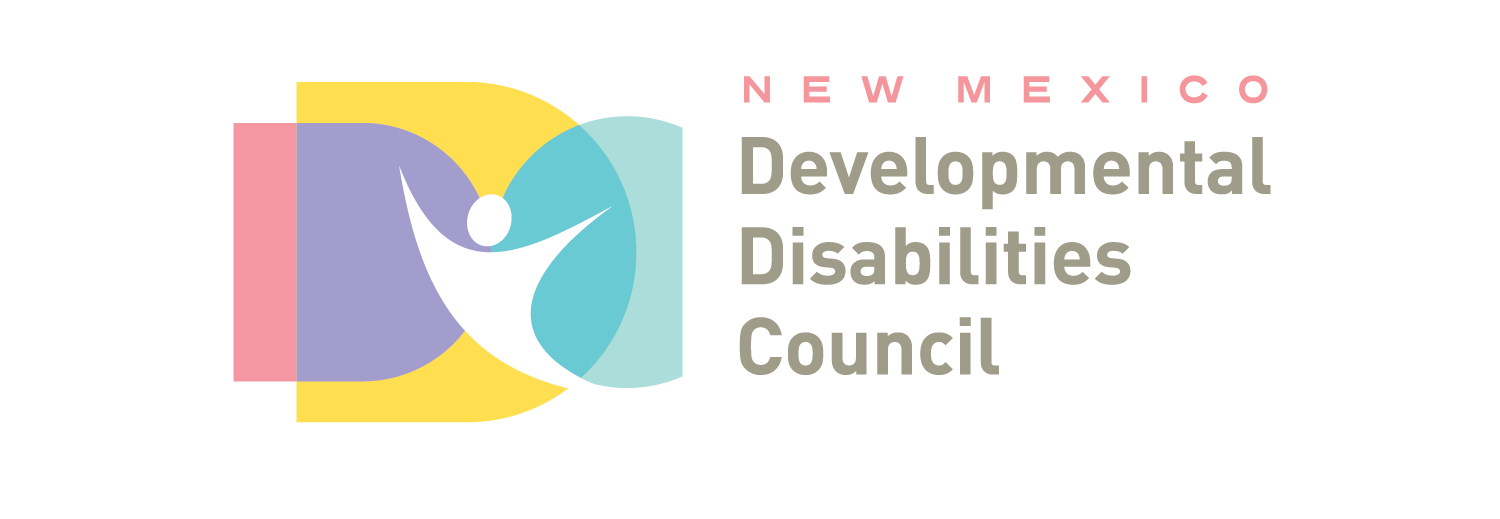 NEW MEXICO
Developmental
Disabilities
Council